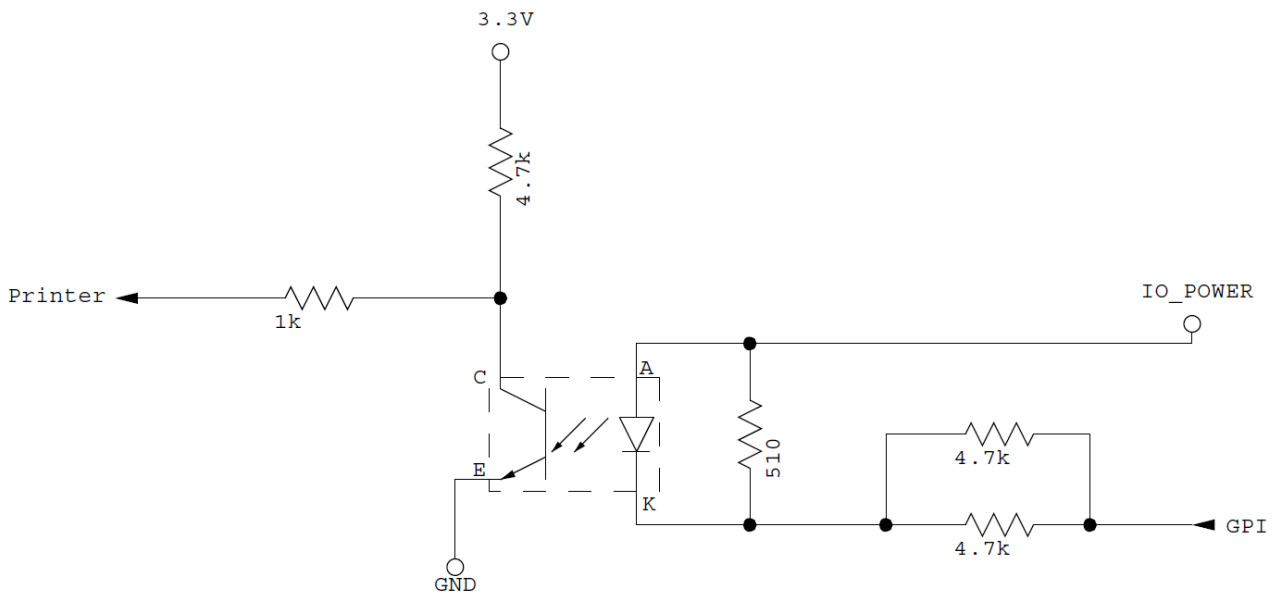 3.3V
4.7k
Printer
1k
IO_POWER
C
A
510
4.7k
E
K
4.7k
GPI
GND